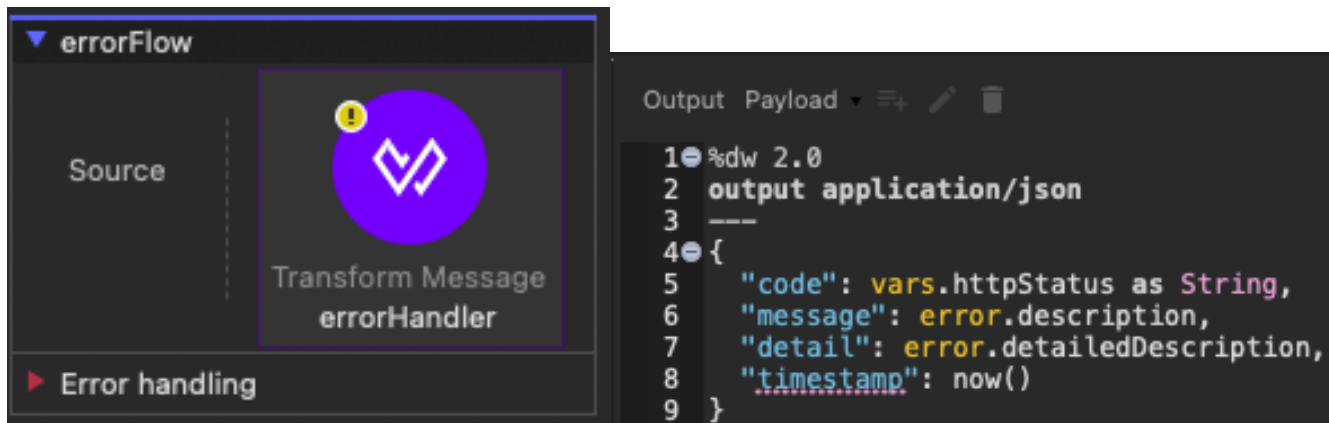 errorFlow
Source
Transform Message
errorHandler
Error handling
Output Payload
1 %dw 2.0
2 output application/json
3 ---
4 {
5 "code": vars.httpStatus as String,
6 "message": error.description,
7 "detail": error.detailedDescription,
8 "timestamp": now()
9 }